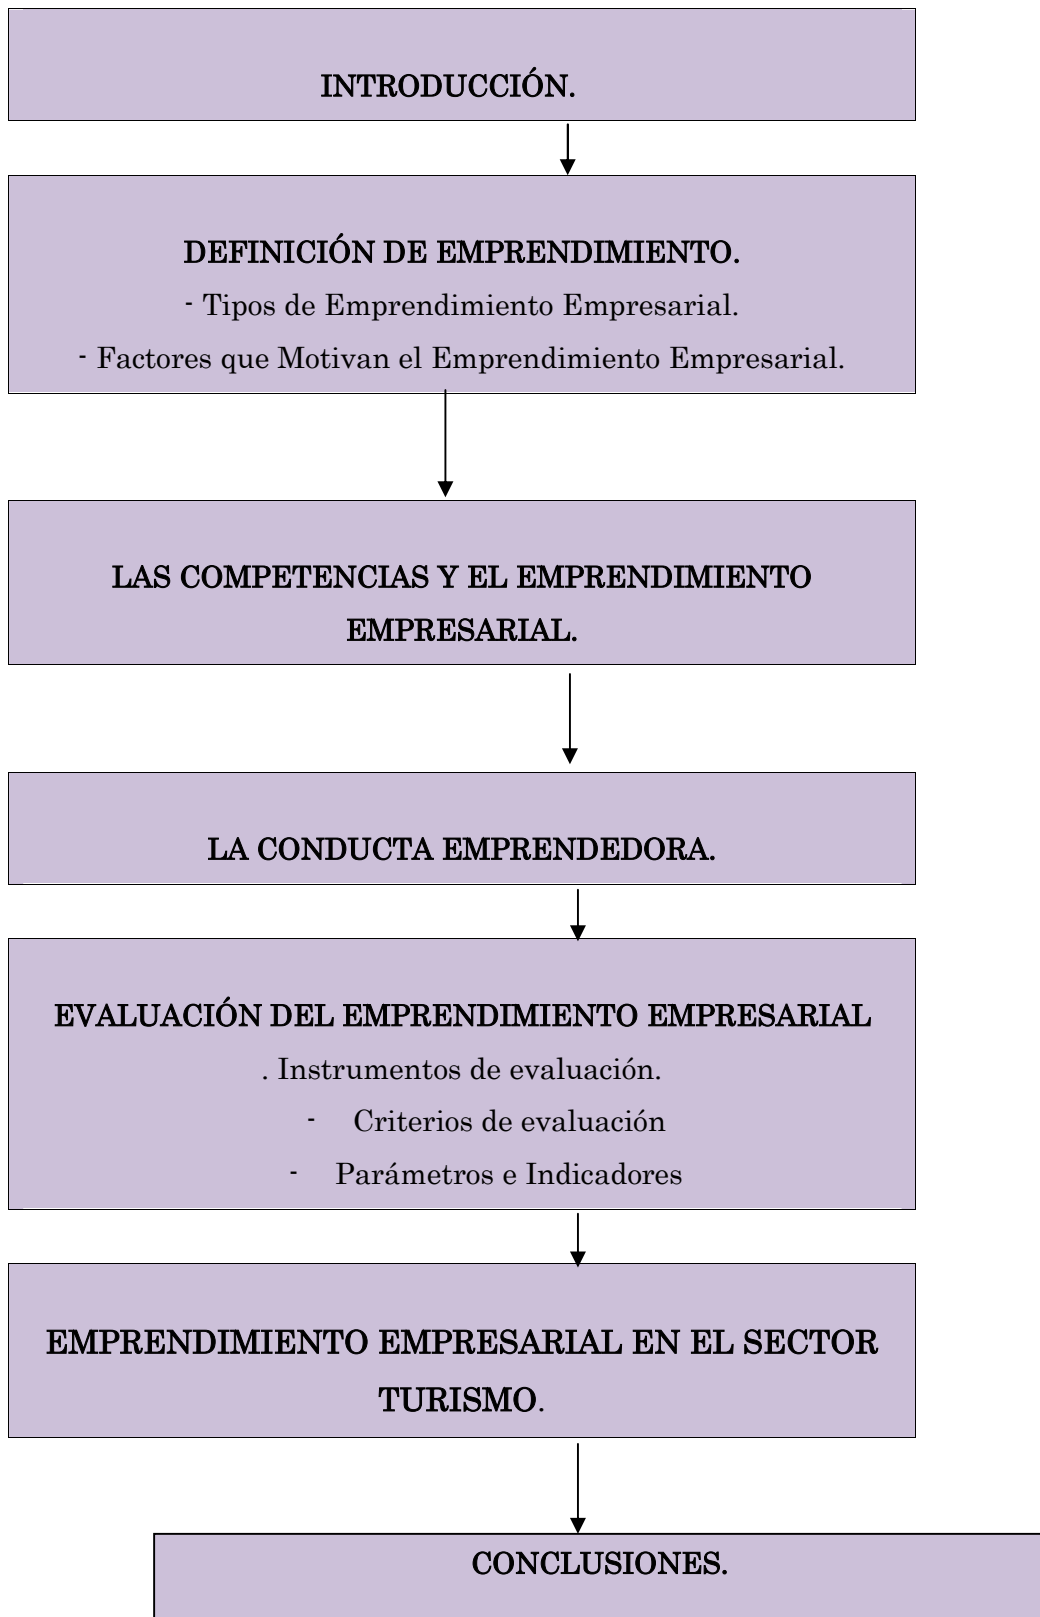 INTRODUCCIÓN.
DEFINICIÓN DE EMPRENDIMIENTO.
- Tipos de Emprendimiento Empresarial.
- Factores que Motivan el Emprendimiento Empresarial.
LAS COMPETENCIAS Y EL EMPRENDIMIENTO
EMPRESARIAL.
LA CONDUCTA EMPRENDEDORA.
EVALUACIÓN DEL EMPRENDIMIENTO EMPRESARIAL
. Instrumentos de evaluación.
- Criterios de evaluación
- Parámetros e Indicadores
EMPRENDIMIENTO EMPRESARIAL EN EL SECTOR
TURISMO.
CONCLUSIONES.